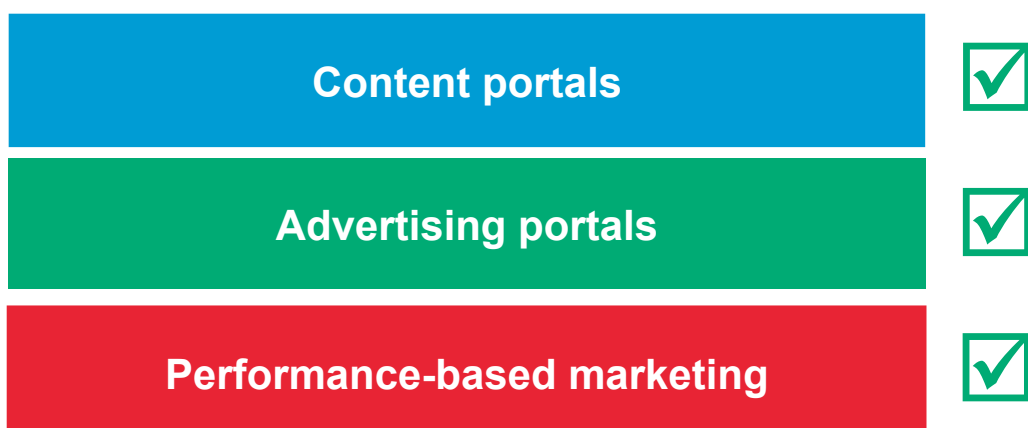 Content portals
Advertising portals
Performance-based marketing